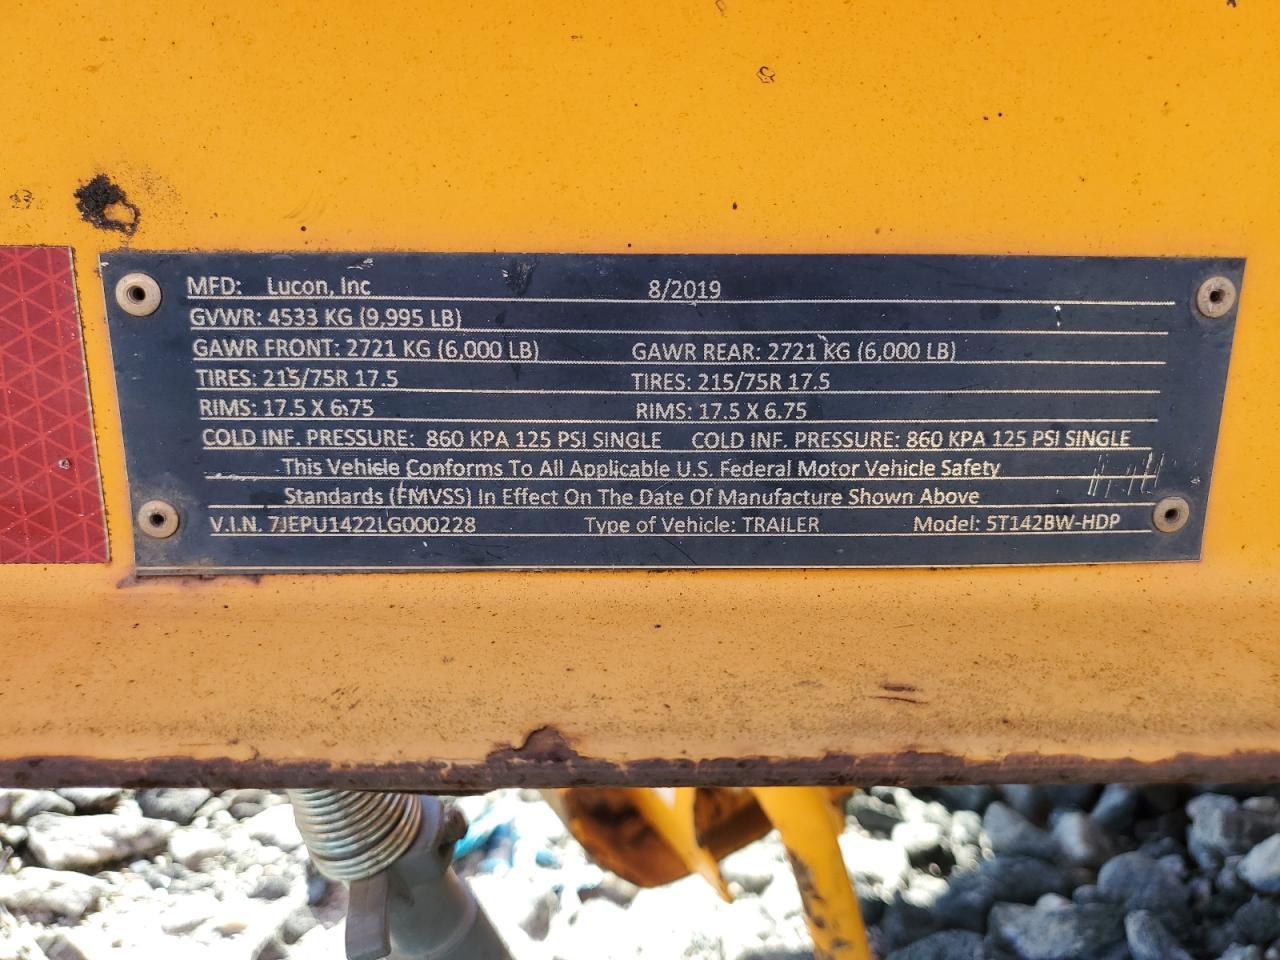 MFD: Lucon, Inc 8/2019
GVWR: 4533 KG (9,995 LB)
GAWR FRONT: 2721 KG (6,000 LB) GAWR REAR: 2721 KG (6,000 LB)
TIRES: 215/75R 17.5 TIRES: 215/75R 17.5
RIMS: 17.5 X 6.75 RIMS: 17.5 X 6.75
COLD INF. PRESSURE: 860 KPA 125 PSI SINGLE COLD INF. PRESSURE: 860 KPA 125 PSI SINGLE
This Vehicle Conforms To All Applicable U.S. Federal Motor Vehicle Safety
Standards (FMVSS) In Effect On The Date Of Manufacture Shown Above
V.I.N. 7JEPU1422LG000228 Type of Vehicle: TRAILER Model: 5T142BW-HDP